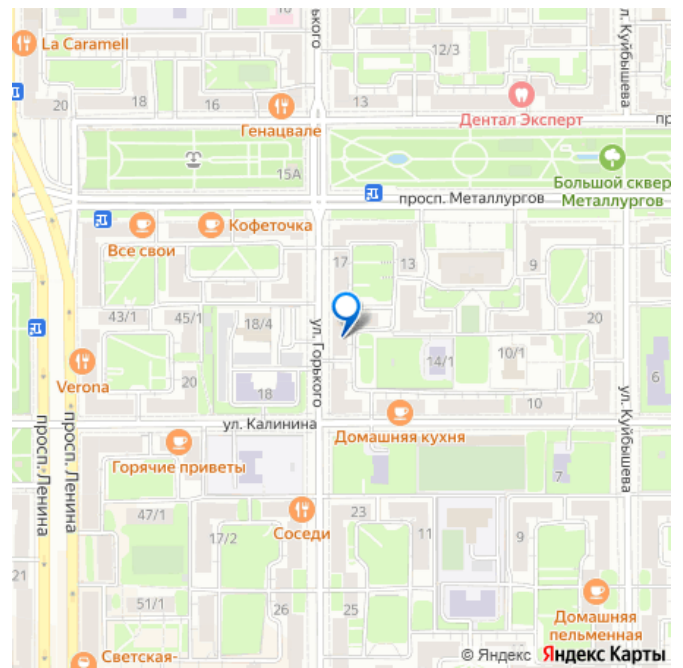 La Caramell
20
18
16
Генацвале
ького
12/3
13
Дентал Эксперт
ул. Куйбышева
пр
15А
Большой сквер
Металлургов
просп. Металлургов
Все свои
Кофеточка
17
13
9
43/1
45/1
18/4
ул. Горького
20
Verona
20
18
14/1
10/1
6
просп. Ленина
просп. Ленина
ул. Калинина
10
Домашняя кухня
ул. Куйбышева
Горячие приветы
7
47/1
Соседи
17/2
23
11
9
21
51/1
26
25
Домашняя
пельменная
Светская-
© Яндекс Яндекс Карты